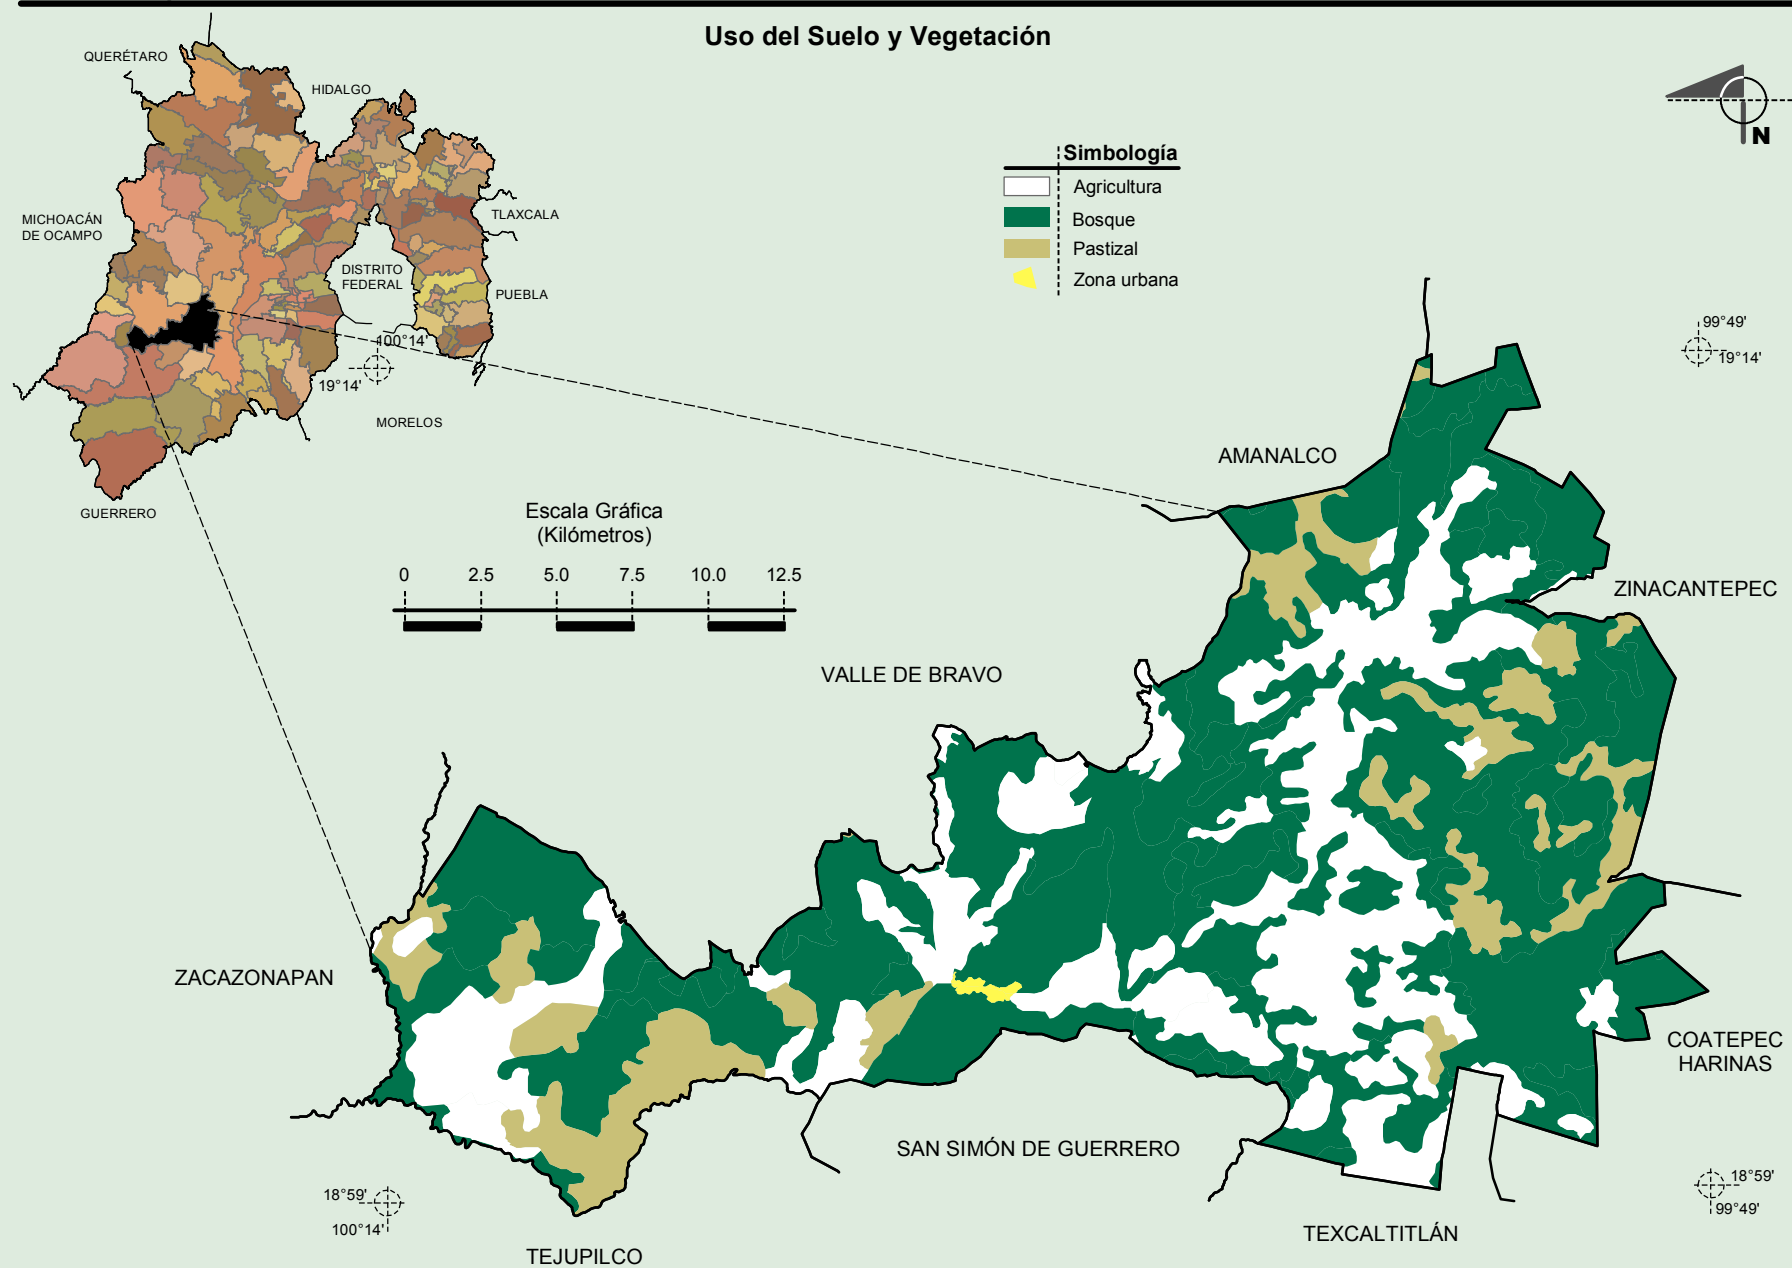 Uso del Suelo y Vegetación
QUERÉTARO
HIDALGO
MICHOACÁN
DE OCAMPO
TLAXCALA
DISTRITO
FEDERAL
PUEBLA
MORELOS
GUERRERO
N
Simbología
Agricultura
Bosque
Pastizal
Zona urbana
100°14'
19°14'
99°49'
19°14'
Escala Gráfica
(Kilómetros)
0 2.5 5.0 7.5 10.0 12.5
AMANALCO
ZINACANTEPEC
VALLE DE BRAVO
ZACAZONAPAN
COATEPEC
HARINAS
SAN SIMÓN DE GUERRERO
TEXCALTITLÁN
TEJUPILCO
18°59'
100°14'
18°59'
99°49'